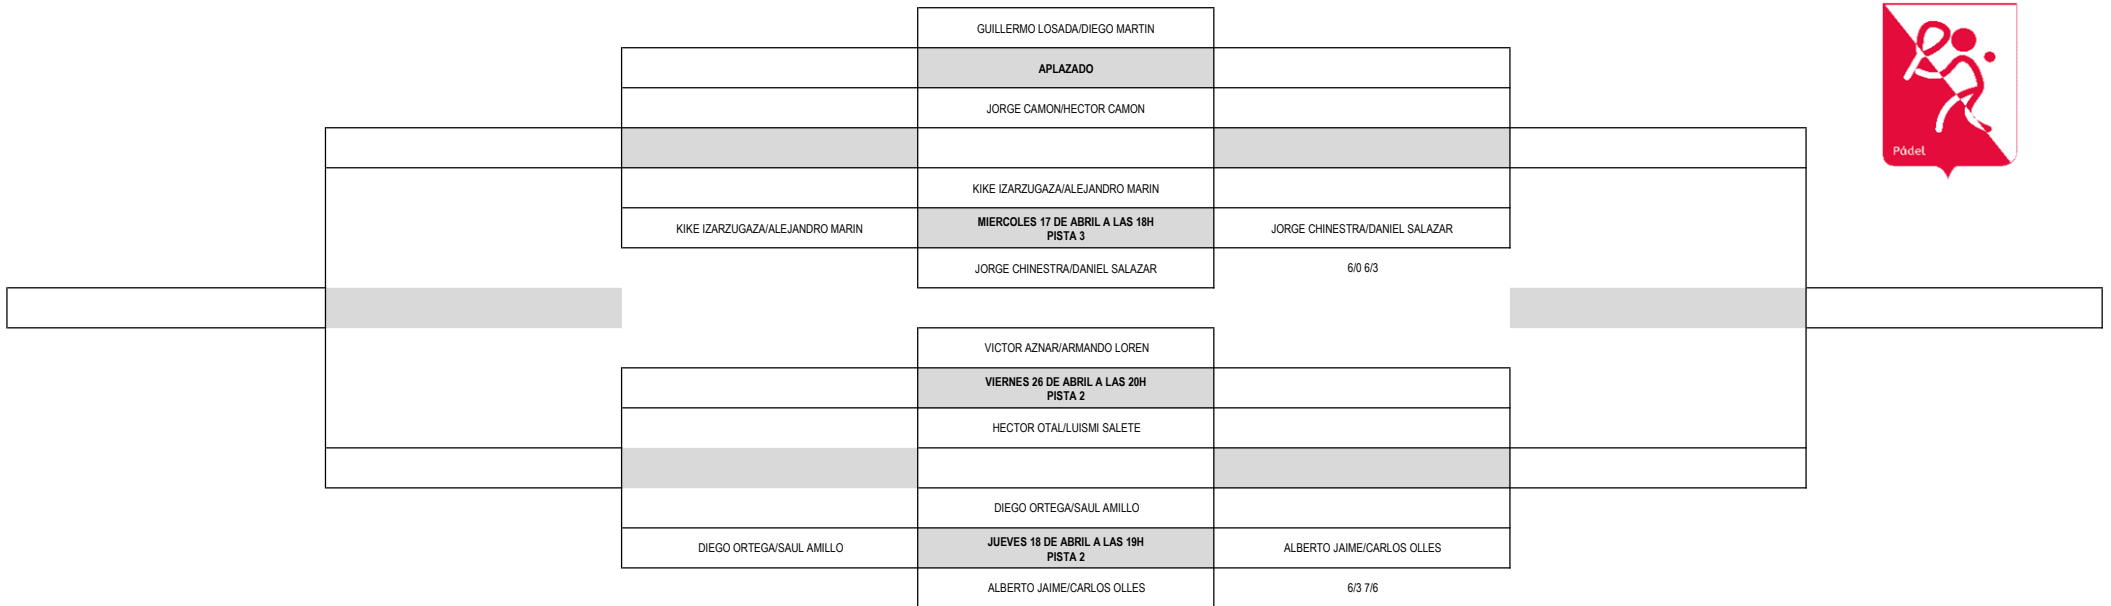 GUILLERMO LOSADA/DIEGO MARTIN
APLAZADO
JORGE CAMON/HECTOR CAMON
Pádel
KIKE IZARZUGAZA/ALEJANDRO MARIN
KIKE IZARZUGAZA/ALEJANDRO MARIN
MIERCOLES 17 DE ABRIL A LAS 18H
PISTA 3
JORGE CHINESTRA/DANIEL SALAZAR
JORGE CHINESTRA/DANIEL SALAZAR
6/0 6/3
VICTOR AZNAR/ARMANDO LOREN
VIERNES 26 DE ABRIL A LAS 20H
PISTA 2
HECTOR OTAL/LUISMI SALETE
DIEGO ORTEGA/SAUL AMILLO
DIEGO ORTEGA/SAUL AMILLO
JUEVES 18 DE ABRIL A LAS 19H
PISTA 2
ALBERTO JAIME/CARLOS OLLES
ALBERTO JAIME/CARLOS OLLES
6/3 7/6